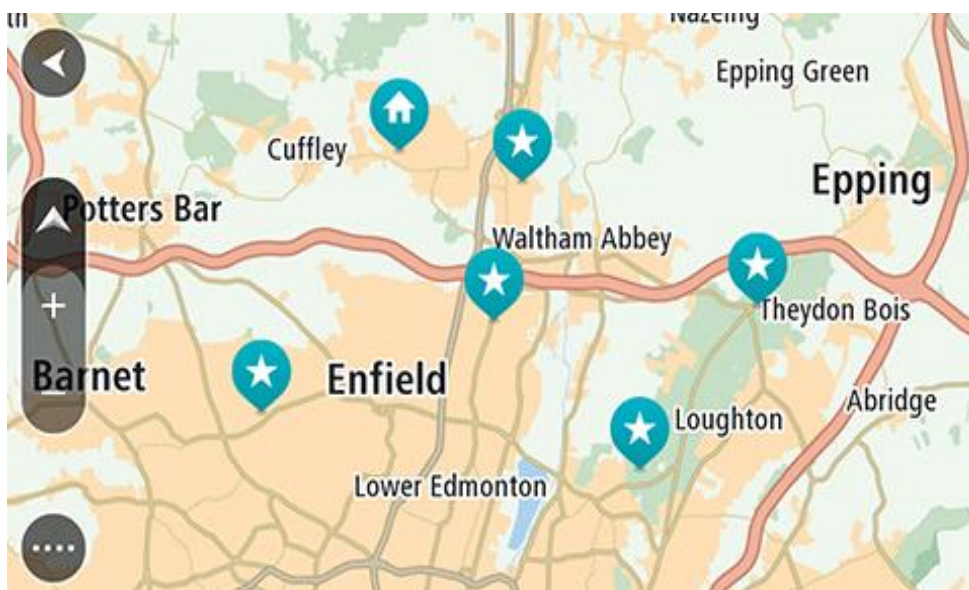 Nazeing
Epping Green
Cuffley
Epping
Potters Bar
Waltham Abbey
Theydon Bois
Barnet
Enfield
Abridge
Loughton
Lower Edmonton